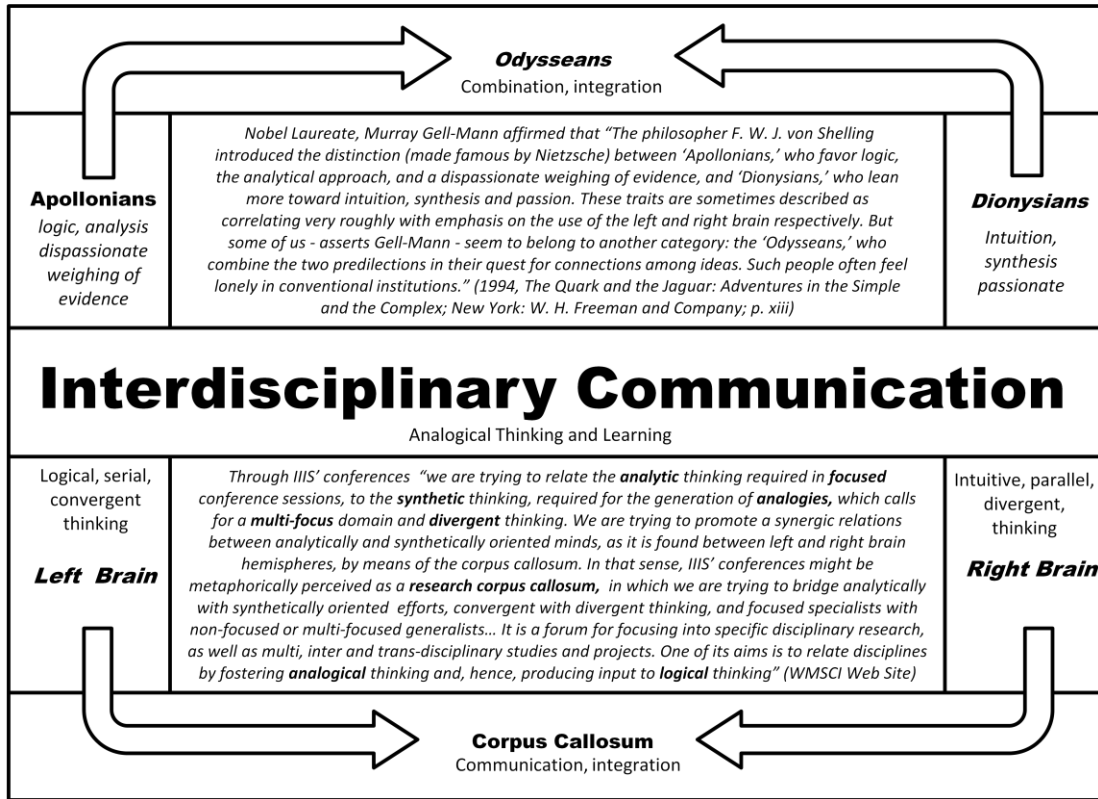 Odysseans
Combination, integration
Apollonians
logic, analysis
dispassionate
weighing of
evidence
Nobel Laureate, Murray Gell-Mann affirmed that “The philosopher F. W. J. von Shelling
introduced the distinction (made famous by Nietzsche) between ‘Apollonians,’ who favor logic,
the analytical approach, and a dispassionate weighing of evidence, and ‘Dionysians,’ who lean
more toward intuition, synthesis and passion. These traits are sometimes described as
correlating very roughly with emphasis on the use of the left and right brain respectively. But
some of us - asserts Gell-Mann - seem to belong to another category: the ‘Odysseans,’ who
combine the two predilections in their quest for connections among ideas. Such people often feel
lonely in conventional institutions.” (1994, The Quark and the Jaguar: Adventures in the Simple
and the Complex; New York: W. H. Freeman and Company; p. xiii)
Dionysians
Intuition,
synthesis
passionate
Interdisciplinary Communication
Analogical Thinking and Learning
Logical, serial,
convergent
thinking
Left Brain
Through IIIS’ conferences “we are trying to relate the analytic thinking required in focused
conference sessions, to the synthetic thinking, required for the generation of analogies, which calls
for a multi-focus domain and divergent thinking. We are trying to promote a synergic relations
between analytically and synthetically oriented minds, as it is found between left and right brain
hemispheres, by means of the corpus callosum. In that sense, IIIS’ conferences might be
metaphorically perceived as a research corpus callosum, in which we are trying to bridge analytically
with synthetically oriented efforts, convergent with divergent thinking, and focused specialists with
non-focused or multi-focused generalists… It is a forum for focusing into specific disciplinary research,
as well as multi, inter and trans-disciplinary studies and projects. One of its aims is to relate disciplines
by fostering analogical thinking and, hence, producing input to logical thinking” (WMSCI Web Site)
Intuitive, parallel,
divergent,
thinking
Right Brain
Corpus Callosum
Communication, integration